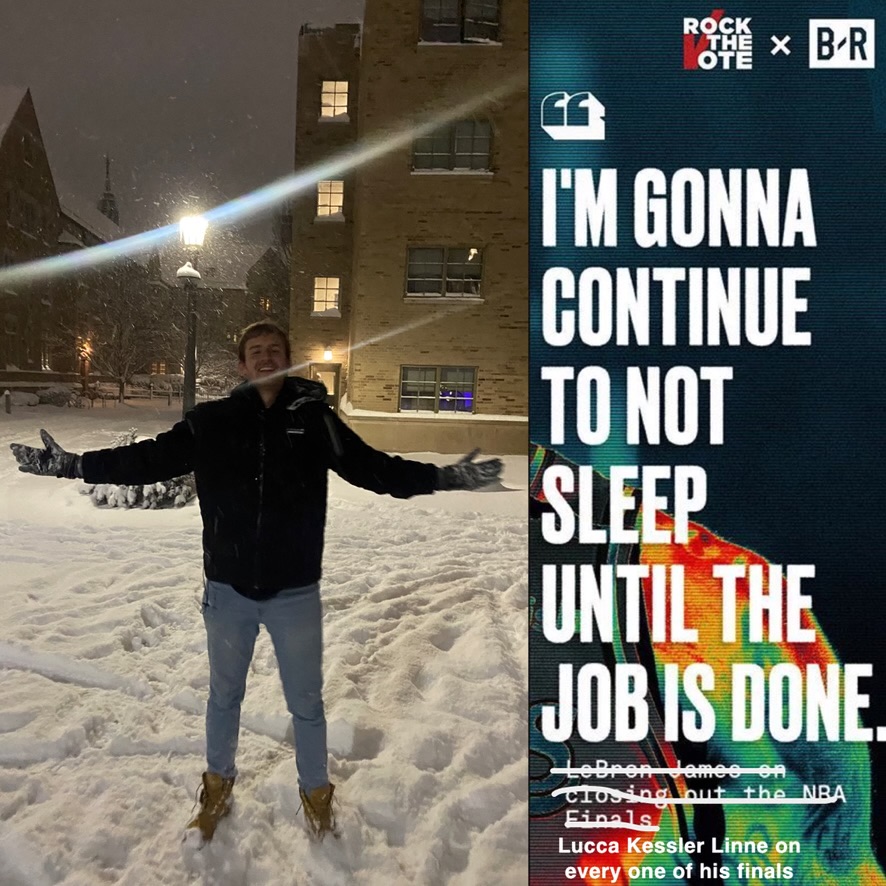 ROCK
THE
VOTE
× B/R
I'M GONNA
CONTINUE
TO NOT
SLEEP
UNTIL THE
JOB IS DONE.
LeBron James on
closing out the NBA
Finals
Lucca Kessler Linne on
every one of his finals